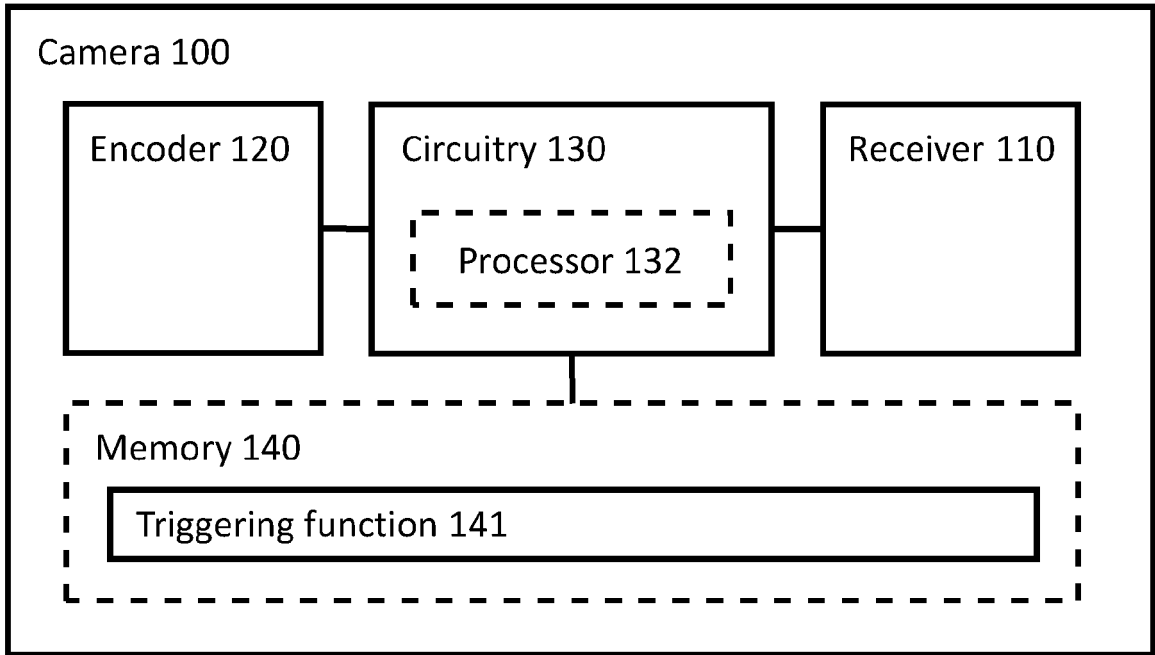 Camera 100
Encoder 120
Circuitry 130
Receiver 110
Processor 132
Memory 140
Triggering function 141